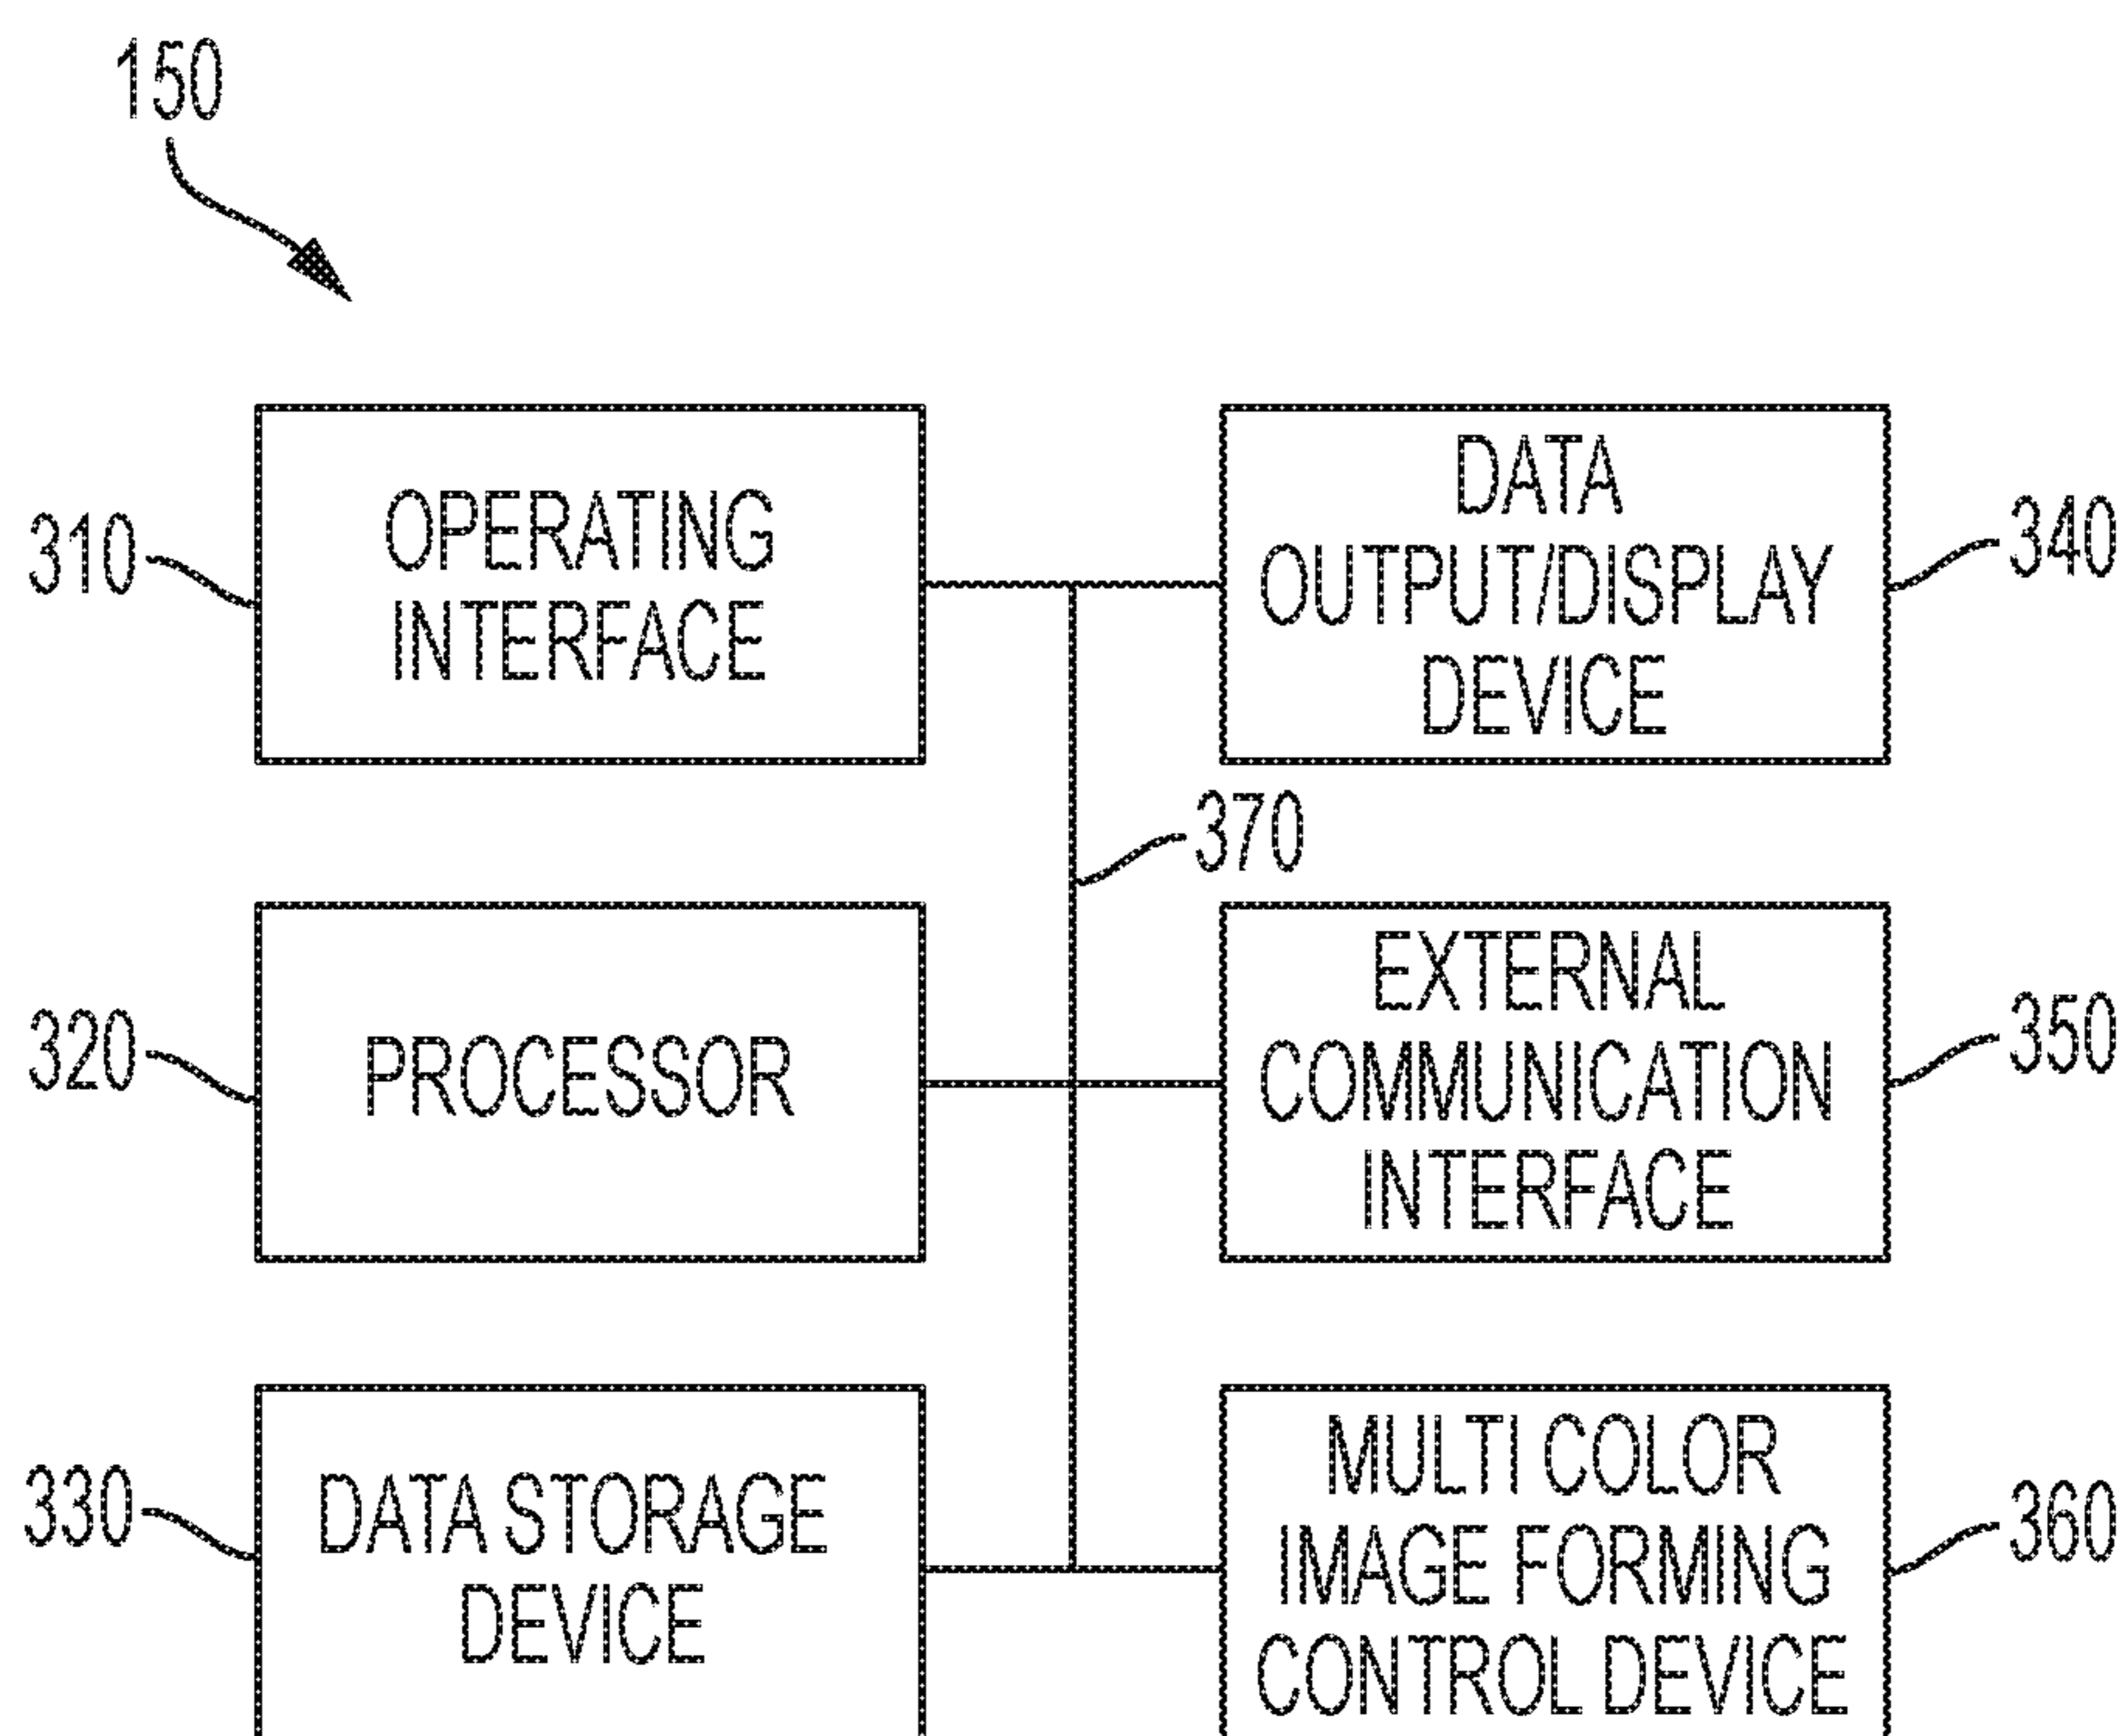 150
310
OPERATING
INTERFACE
DATA
OUTPUT/DISPLAY
DEVICE
340
370
320
PROCESSOR
EXTERNAL
COMMUNICATION
INTERFACE
350
330
DATA STORAGE
DEVICE
MULTI COLOR
IMAGE FORMING
CONTROL DEVICE
360